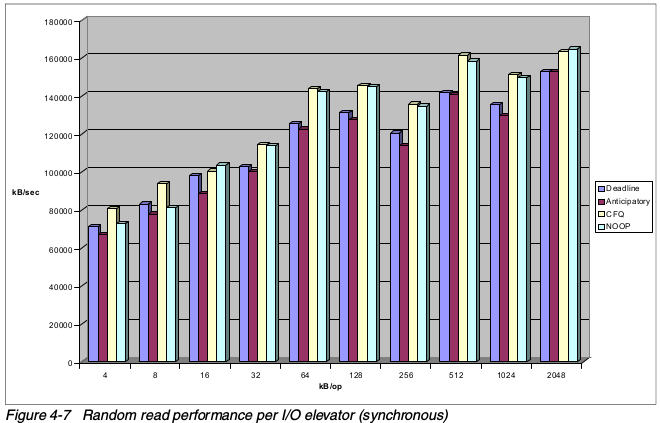 180000
160000
140000
120000
100000
80000
60000
40000
20000
0
kB/sec
4 8 16 32 64 128 256 512 1024 2048
kB/op
Deadline
Anticipatory
CFQ
NOOP
Figure 4-7 Random read performance per I/O elevator (synchronous)